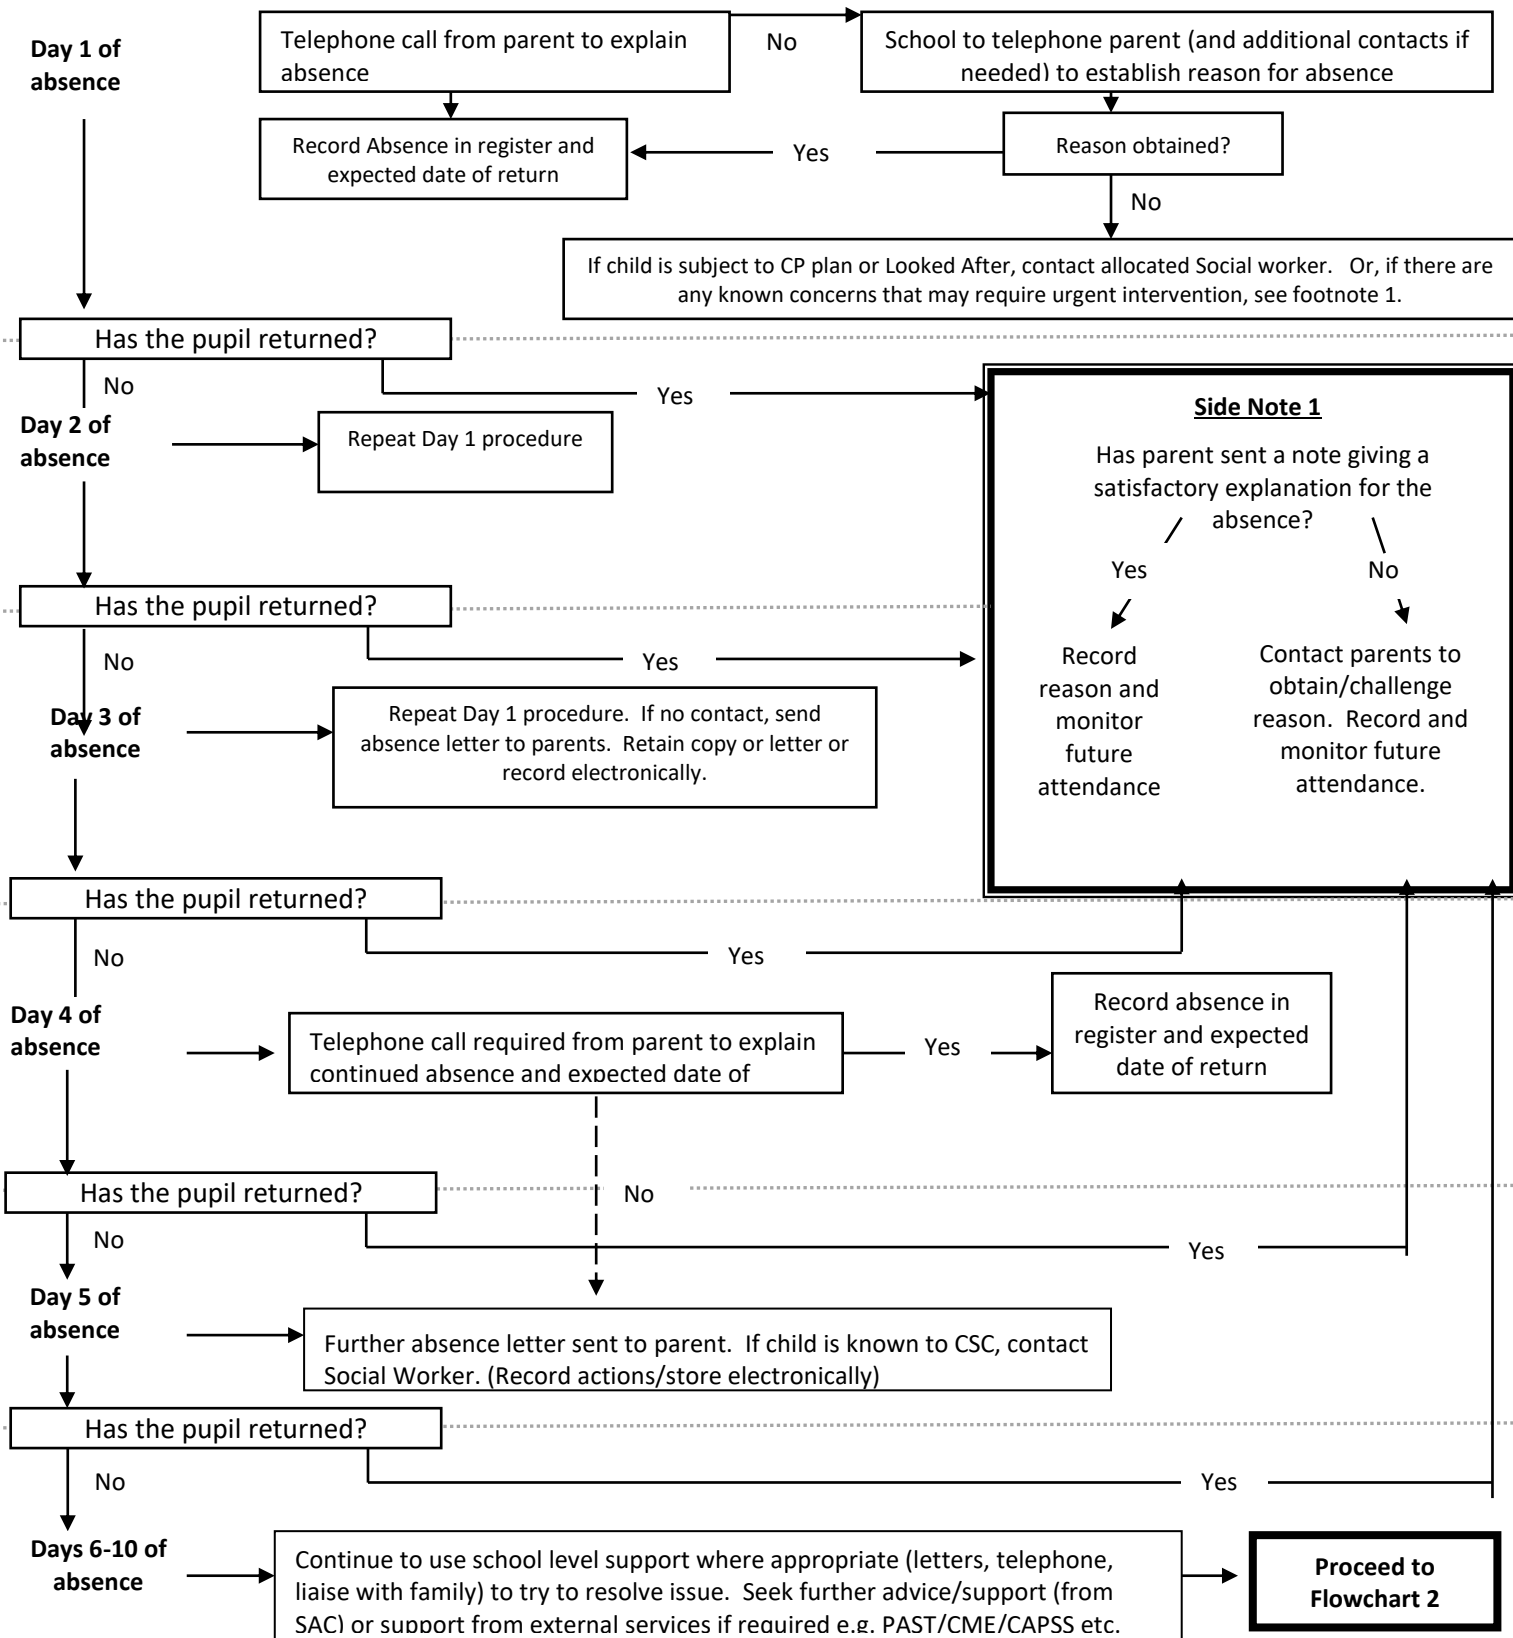 Day 1 of
absence
Telephone call from parent to explain
absence
No
School to telephone parent (and additional contacts if
needed) to establish reason for absence
Record Absence in register and
expected date of return
Yes
Reason obtained?
No
If child is subject to CP plan or Looked After, contact allocated Social worker.   Or, if there are
any known concerns that may require urgent intervention, see footnote 1.
Has the pupil returned?
No
Yes
Day 2 of
absence
Repeat Day 1 procedure
Side Note 1
Has parent sent a note giving a
satisfactory explanation for the
absence?
Yes
No
Record
reason and
monitor
future
attendance
Contact parents to
obtain/challenge
reason.  Record and
monitor future
attendance.
Has the pupil returned?
No
Yes
Day 3 of
absence
Repeat Day 1 procedure.  If no contact, send
absence letter to parents.  Retain copy or letter or
record electronically.
Has the pupil returned?
No
Yes
Day 4 of
absence
Telephone call required from parent to explain
continued absence and expected date of
Yes
Record absence in
register and expected
date of return
No
Has the pupil returned?
No
Yes
Day 5 of
absence
Further absence letter sent to parent.  If child is known to CSC, contact
Social Worker. (Record actions/store electronically)
Has the pupil returned?
No
Yes
Days 6-10 of
absence
Continue to use school level support where appropriate (letters, telephone,
liaise with family) to try to resolve issue.  Seek further advice/support (from
SAC) or support from external services if required e.g. PAST/CME/CAPSS etc.
Proceed to
Flowchart 2